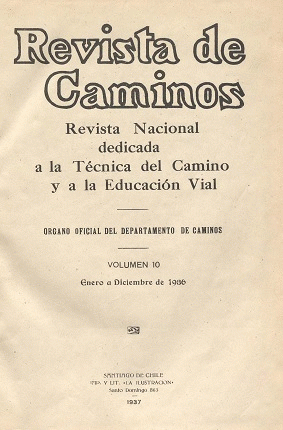 Revista de
Caminos
Revista Nacional
dedicada
a la Técnica del Camino
y a la Educación Vial
ORGANO OFICIAL DEL DEPARTAMENTO DE CAMINOS
VOLUMEN 10
Enero a Diciembre de 1936
SANTIAGO DE CHILE
IMP. Y LIT. «LA ILUSTRACION»
Santo Domingo 863
1937